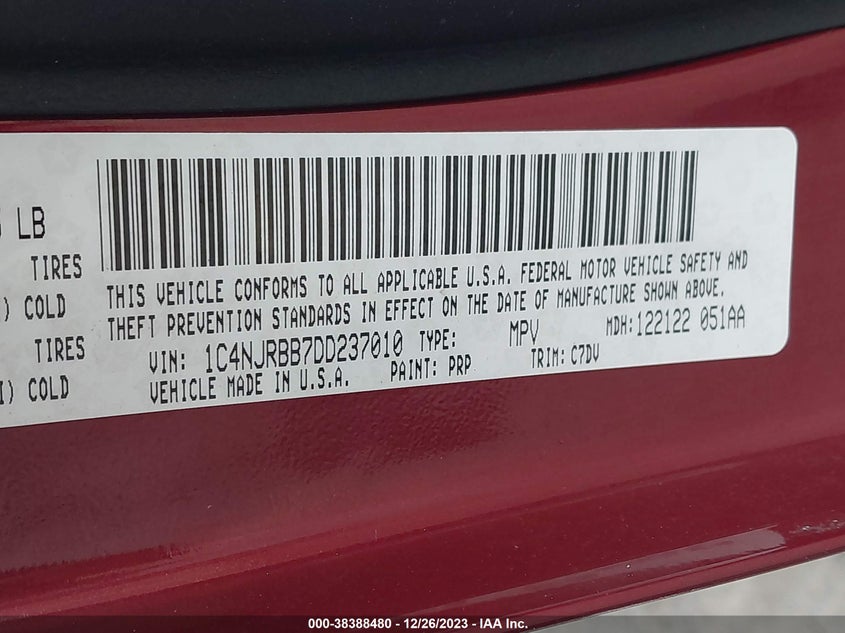 LB
TIRES
) COLD
TIRES
I) COLD
THIS VEHICLE CONFORMS TO ALL APPLICABLE U.S.A. FEDERAL MOTOR VEHICLE SAFETY AND
THEFT PREVENTION STANDARDS IN EFFECT ON THE DATE OF MANUFACTURE SHOWN ABOVE.
VIN: 1C4NJRBB7DD237010 TYPE: MPV MDH:122122 051AA
VEHICLE MADE IN U.S.A. PAINT: PRP TRIM: C7DV
000-38388480 - 12/26/2023 - IAA Inc.